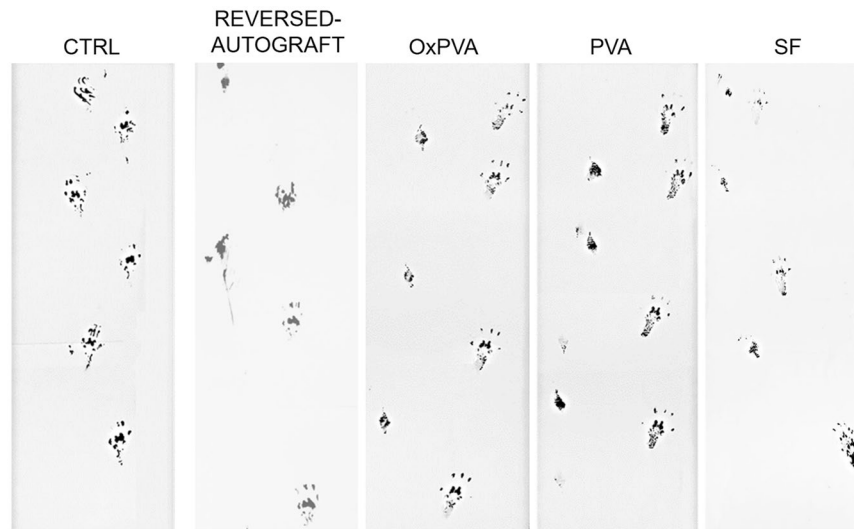 CTRL
REVERSED-
AUTOGRAFT
OxPVA
PVA
SF